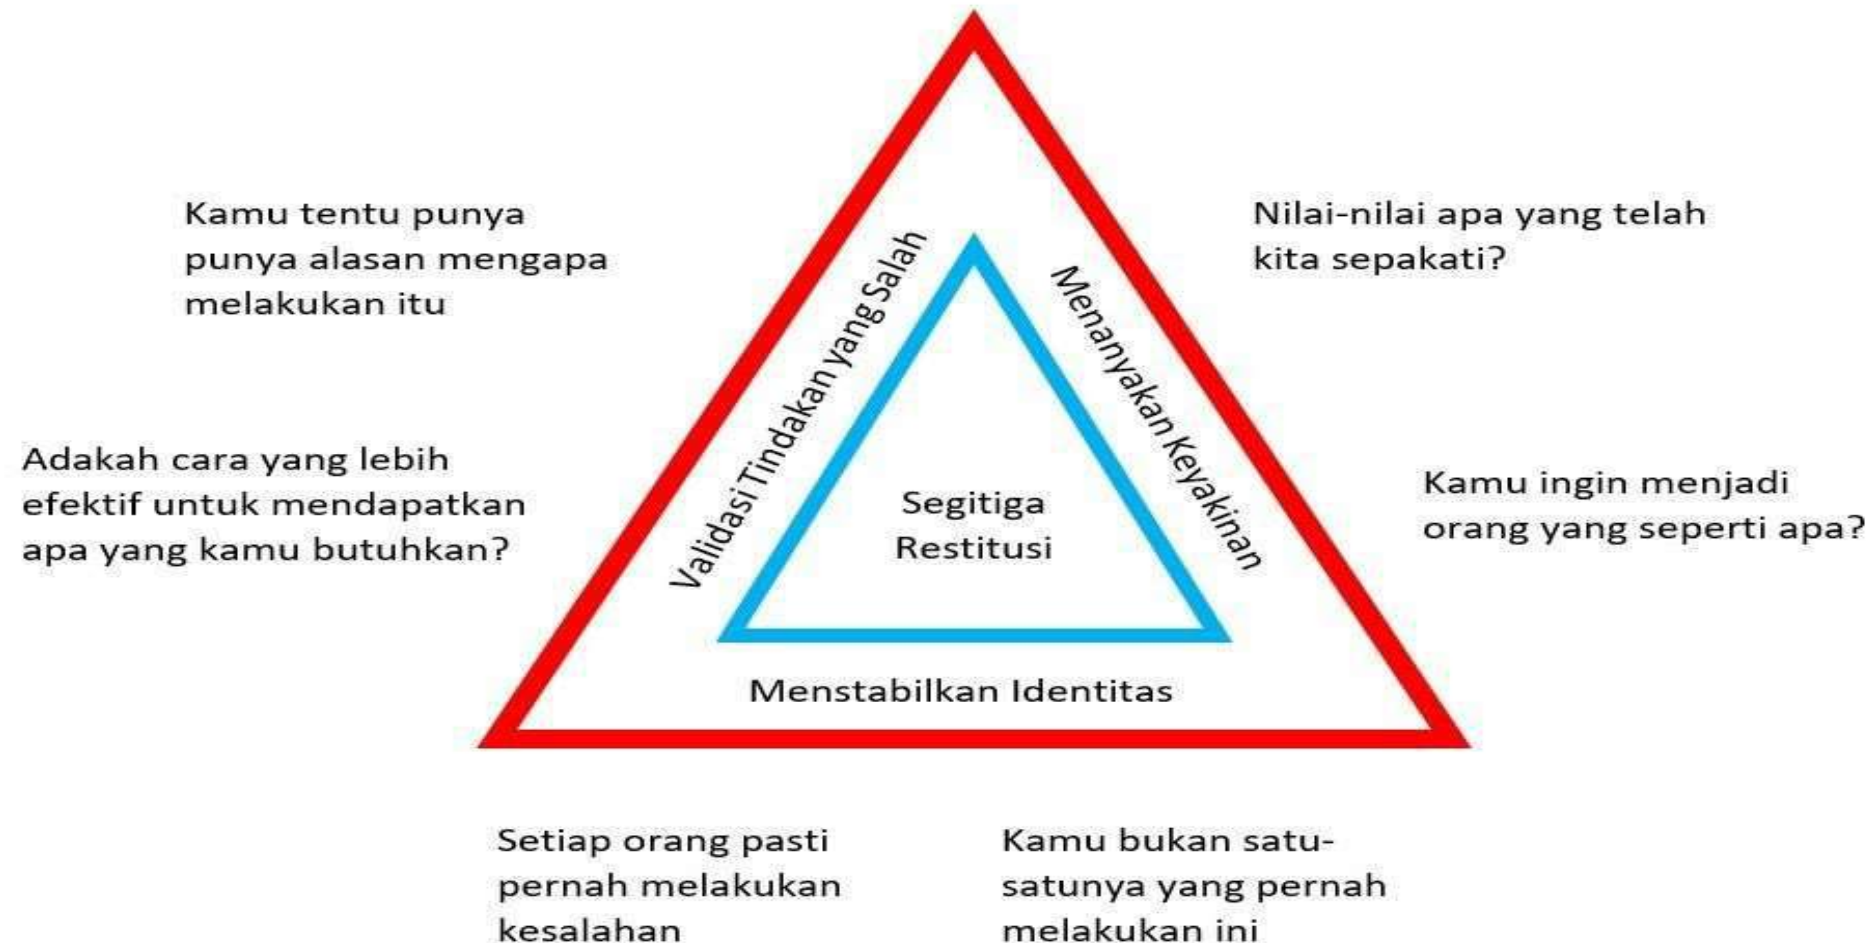 Kamu tentu punya
punya alasan mengapa
melakukan itu
Adakah cara yang lebih
efektif untuk mendapatkan
apa yang kamu butuhkan?
Validasi Tindakan yang Salah
Segitiga
Restitusi
Menanyakan Keyakinan
Menstabilkan Identitas
Nilai-nilai apa yang telah
kita sepakati?
Kamu ingin menjadi
orang yang seperti apa?
Setiap orang pasti
pernah melakukan
kesalahan
Kamu bukan satu-
satunya yang pernah
melakukan ini